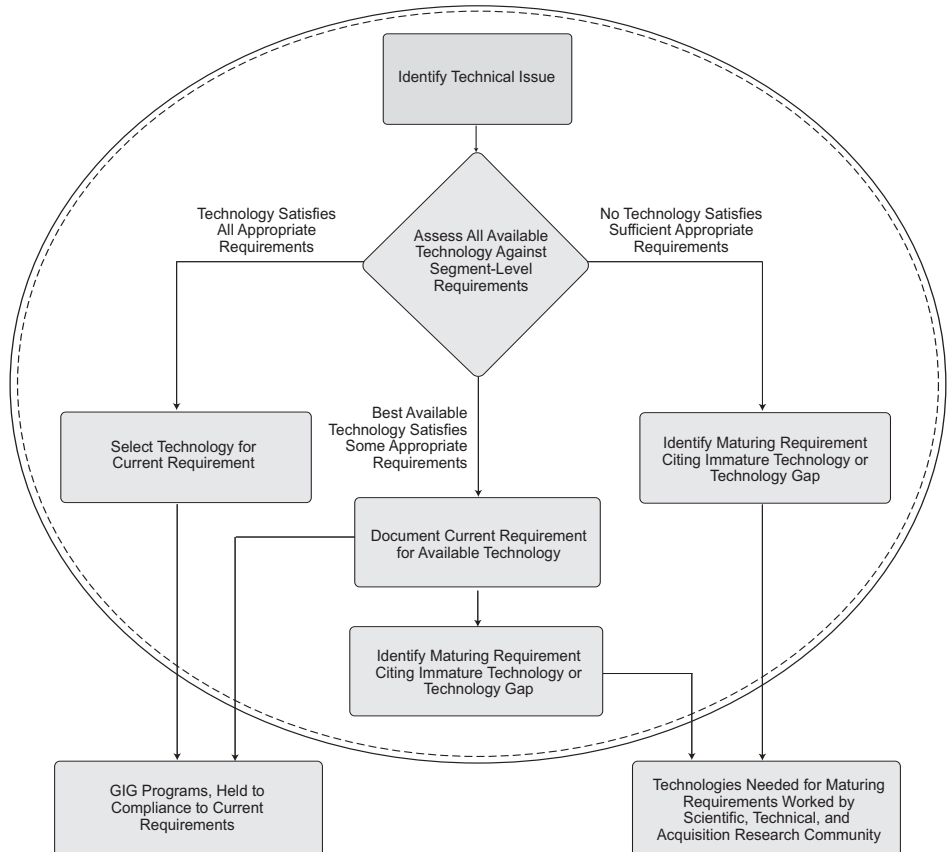 Identify Technical Issue
Technology Satisfies
All Appropriate
Requirements
Assess All Available
Technology Against
Segment-Level
Requirements
No Technology Satisfies
Sufficient Appropriate
Requirements
Best Available
Technology Satisfies
Some Appropriate
Requirements
Select Technology for
Current Requirement
Identify Maturing Requirement
Citing Immature Technology or
Technology Gap
Document Current Requirement
for Available Technology
Identify Maturing Requirement
Citing Immature Technology or
Technology Gap
GIG Programs, Held to
Compliance to Current
Requirements
Technologies Needed for Maturing
Requirements Worked by
Scientific, Technical, and
Acquisition Research Community